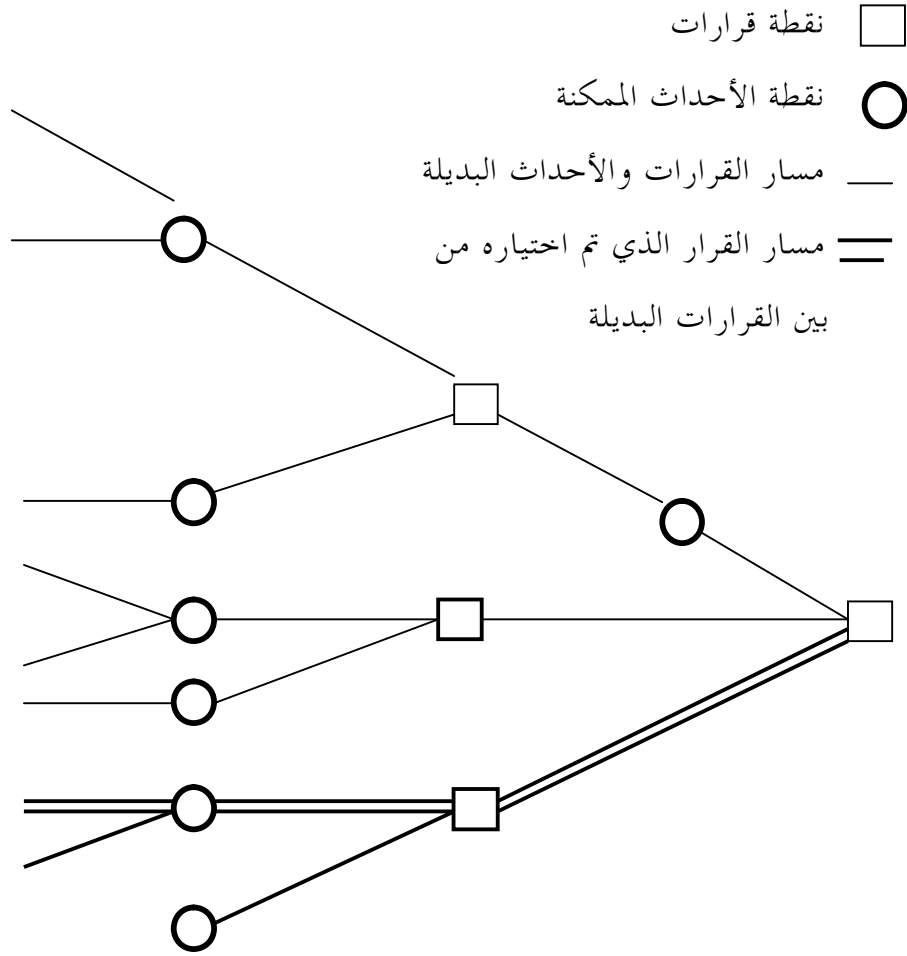 نقطة قرارات
نقطة الأحداث الممكنة
مسار القرارات والأحداث البديلة
مسار القرار الذي تم اختياره من
بين القرارات البديلة